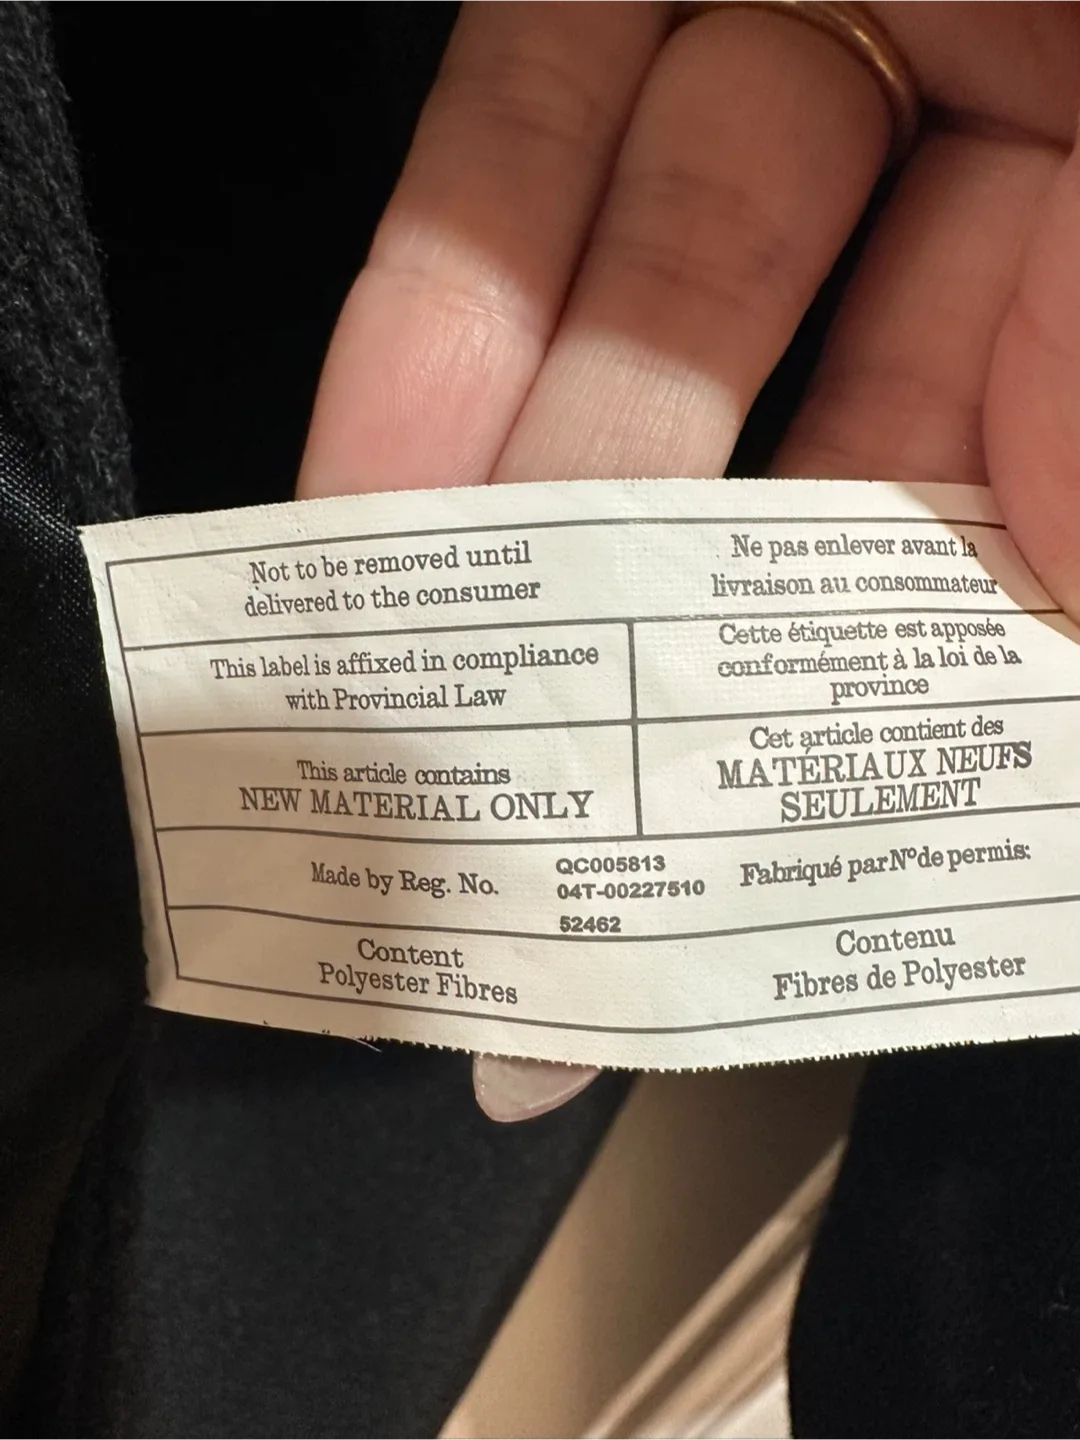 Not to be removed until
delivered to the consumer
Ne pas enlever avant la
livraison au consommateur
This label is affixed in compliance
with Provincial Law
Cette étiquette est apposée
conformément à la loi de la
province
This article contains
NEW MATERIAL ONLY
Cet article contient des
MATÉRIAUX NEUFS
SEULEMENT
Made by Reg. No.
QC005813
04T-00227510
52462
Fabriqué par Nº de permis:
Content
Polyester Fibres
Contenu
Fibres de Polyester